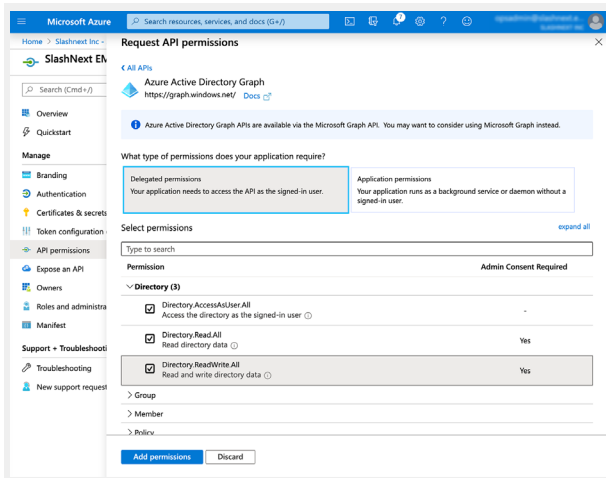 Microsoft Azure
Search resources, services, and docs (G+/)
Home > Slashnext Inc -
SlashNext EM
Search (Cmd+/)
Overview
Quickstart
Manage
Branding
Authentication
Certificates & secrets
Token configuration
API permissions
Expose an API
Owners
Roles and administra
Manifest
Support + Troubleshooti
Troubleshooting
New support request
Request API permissions
All APIs
Azure Active Directory Graph
https://graph.windows.net/ Docs
Azure Active Directory Graph APIs are available via the Microsoft Graph API. You may want to consider using Microsoft Graph instead.
What type of permissions does your application require?
Delegated permissions
Your application needs to access the API as the signed-in user.
Application permissions
Your application runs as a background service or daemon without a
signed-in user.
Select permissions
expand all
Type to search
Permission
Admin Consent Required
Directory (3)
Directory.AccessAsUser.All
Access the directory as the signed-in user
-
Directory.Read.All
Read directory data
Yes
Directory.ReadWrite.All
Read and write directory data
Yes
Group
Member
Policy
Add permissions
Discard